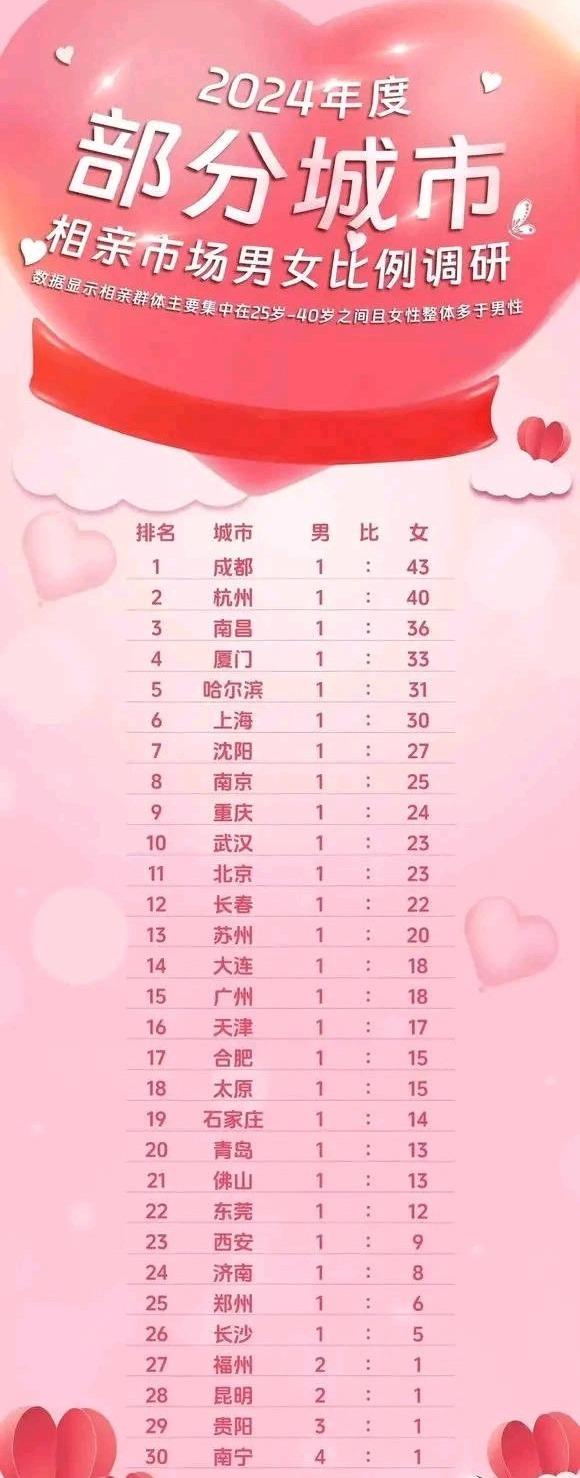 2024年度
部分城市
相亲市场男女比例调研
数据显示相亲群体主要集中在25岁-40岁之间且女性整体多于男性
排名 城市 男 比 女
1 成都 1 : 43
2 杭州 1 : 40
3 南昌 1 : 36
4 厦门 1 : 33
5 哈尔滨 1 : 31
6 上海 1 : 30
7 沈阳 1 : 27
8 南京 1 : 25
9 重庆 1 : 24
10 武汉 1 : 23
11 北京 1 : 23
12 长春 1 : 22
13 苏州 1 : 20
14 大连 1 : 18
15 广州 1 : 18
16 天津 1 : 17
17 合肥 1 : 15
18 太原 1 : 15
19 石家庄 1 : 14
20 青岛 1 : 13
21 佛山 1 : 13
22 东莞 1 : 12
23 西安 1 : 9
24 济南 1 : 8
25 郑州 1 : 6
26 长沙 1 : 5
27 福州 2 : 1
28 昆明 2 : 1
29 贵阳 3 : 1
30 南宁 4 : 1